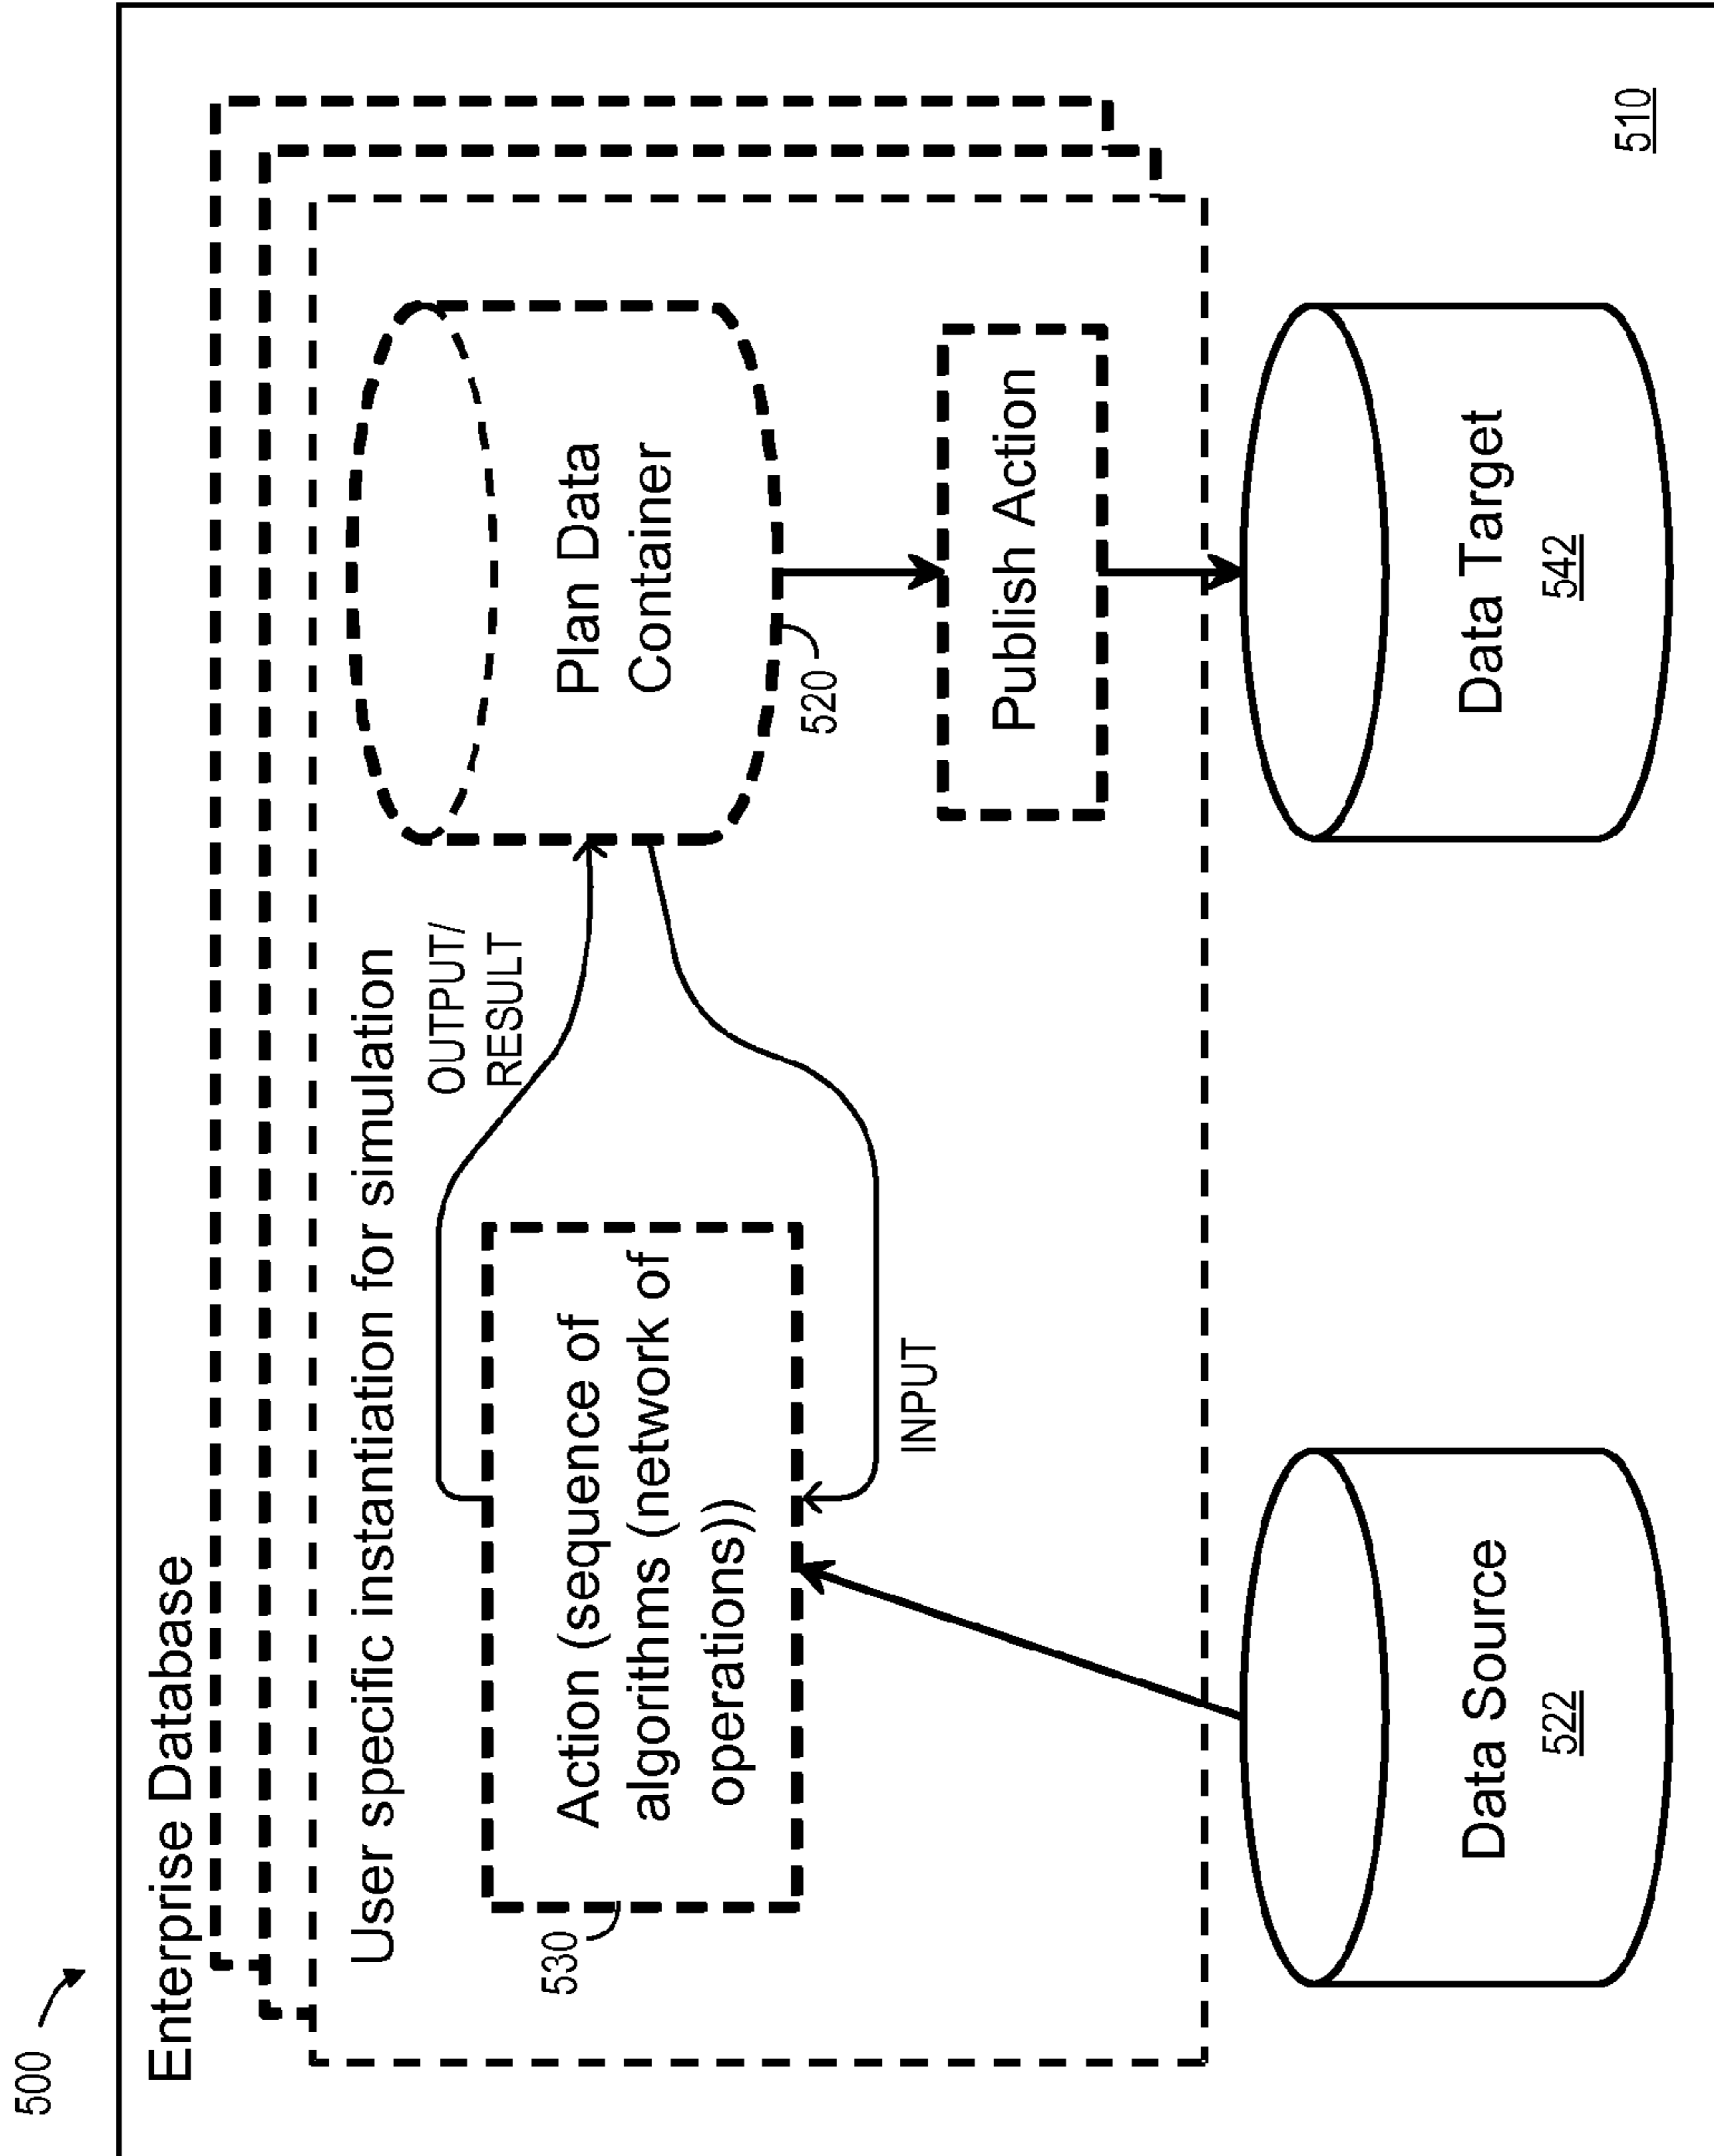 500
Enterprise Database
User specific instantiation for simulation
530
Action (sequence of
algorithms (network of
operations))
OUTPUT/
RESULT
INPUT
Plan Data
Container
520
Publish Action
Data Source
522
Data Target
542
510